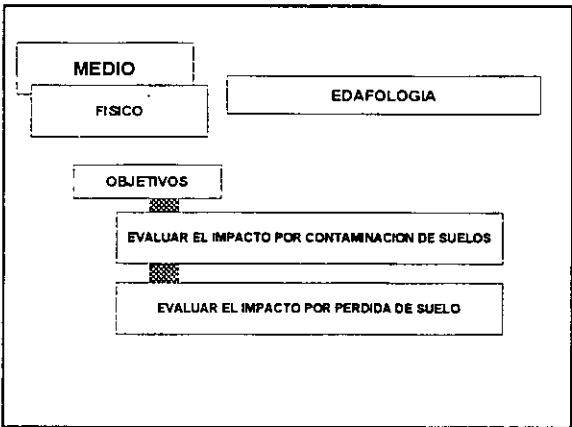 MEDIO
FISICO
EDAFOLOGIA
OBJETIVOS
EVALUAR EL IMPACTO POR CONTAMINACION DE SUELOS
EVALUAR EL IMPACTO POR PERDIDA DE SUELO